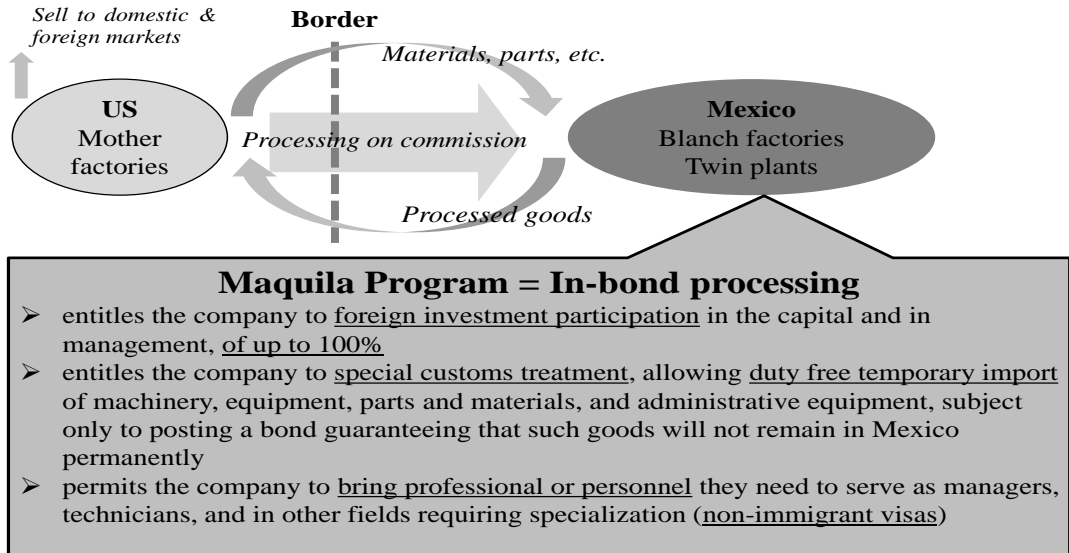 Sell to domestic &
foreign markets
Border
Materials, parts, etc.
US
Mother
factories
Processing on commission
Mexico
Blanch factories
Twin plants
Processed goods
Maquila Program = In-bond processing
➢ entitles the company to foreign investment participation in the capital and in
management, of up to 100%
➢ entitles the company to special customs treatment, allowing duty free temporary import
of machinery, equipment, parts and materials, and administrative equipment, subject
only to posting a bond guaranteeing that such goods will not remain in Mexico
permanently
➢ permits the company to bring professional or personnel they need to serve as managers,
technicians, and in other fields requiring specialization (non-immigrant visas)